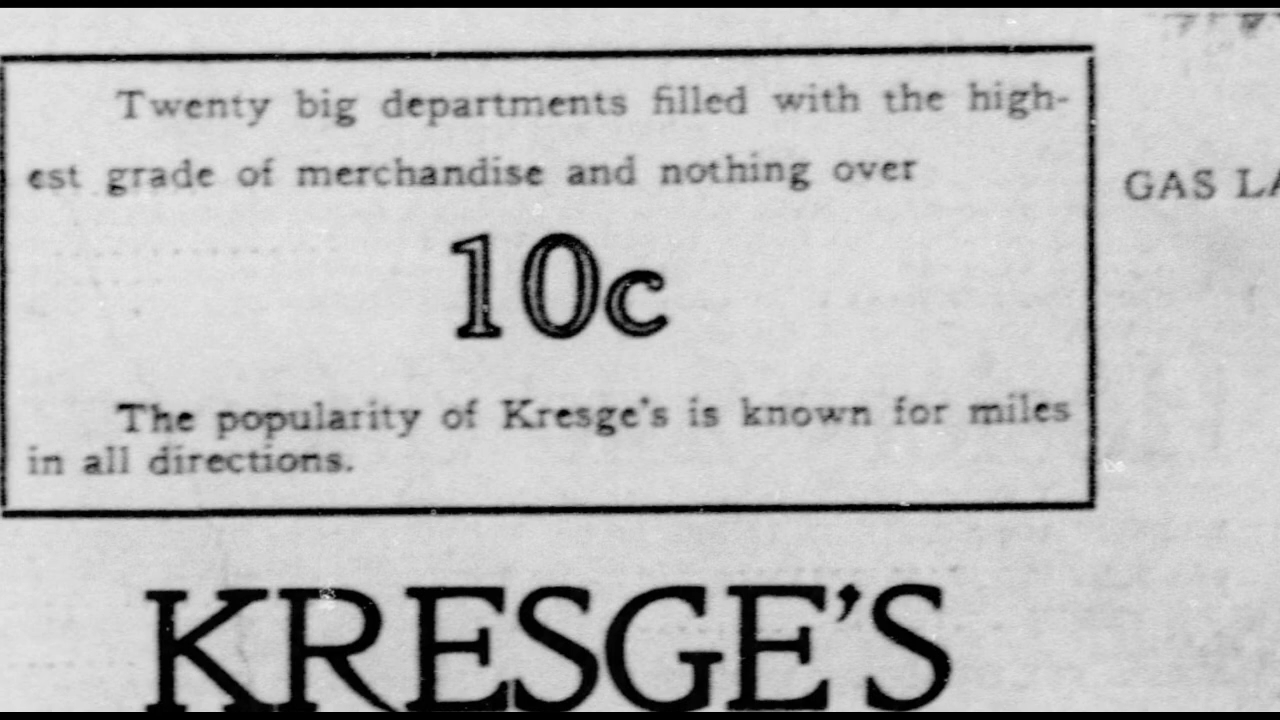 Twenty big departments filled with the high-
est grade of merchandise and nothing over
10c
The popularity of Kresge's is known for miles
in all directions.
KRESGE'S
GAS LA